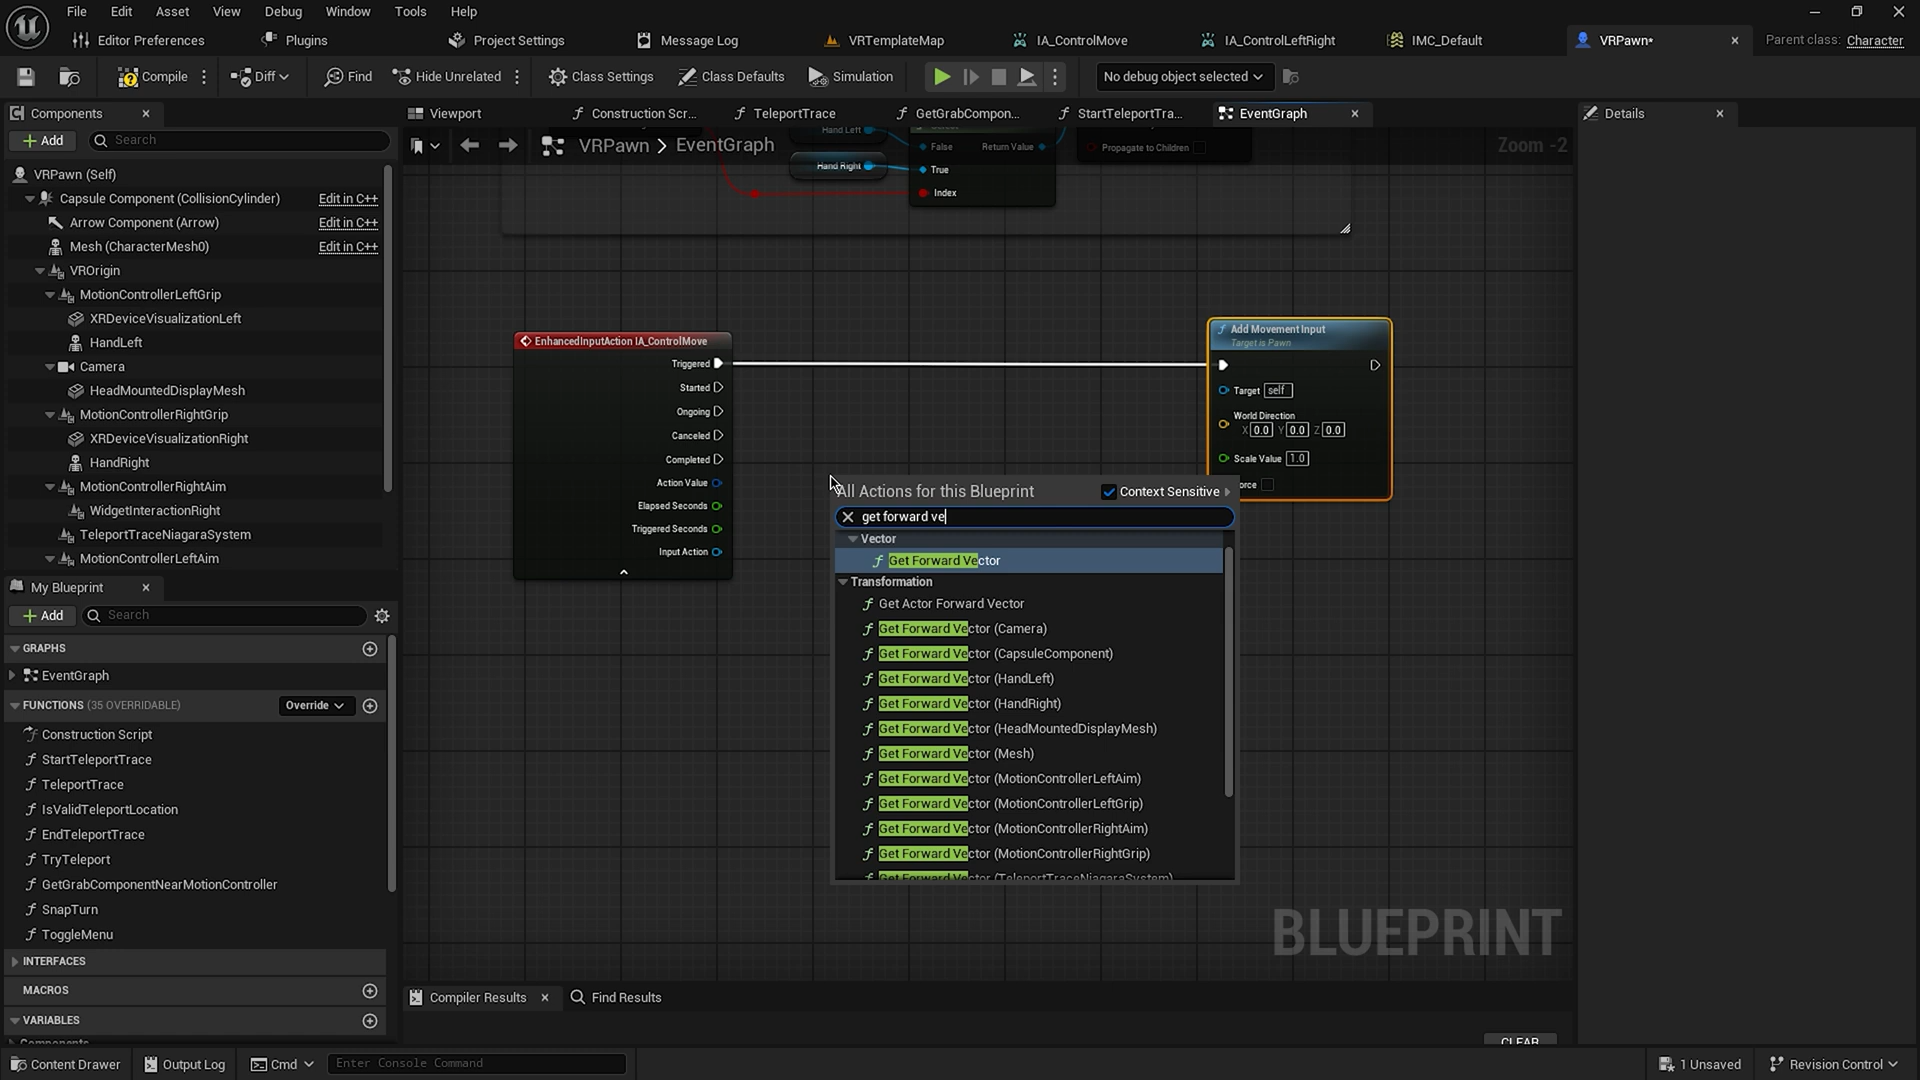 File
Edit
Asset
View
Debug
Window
Tools
Help
Editor Preferences
Plugins
Project Settings
Message Log
VRTemplateMap
IA_ControlMove
IA_ControlLeftRight
IMC_Default
VRPawn*
Parent class: Character
Compile
Diff
Find
Hide Unrelated
Class Settings
Class Defaults
Simulation
No debug object selected
Components
Viewport
Construction Scr...
TeleportTrace
GetGrabCompon...
StartTeleportTra...
EventGraph
Details
Add
Search
VRPawn > EventGraph
Zoom -2
VRPawn (Self)
Capsule Component (CollisionCylinder) Edit in C++
Arrow Component (Arrow) Edit in C++
Mesh (CharacterMesh0) Edit in C++
VROrigin
MotionControllerLeftGrip
XRDeviceVisualizationLeft
HandLeft
Camera
HeadMountedDisplayMesh
MotionControllerRightGrip
XRDeviceVisualizationRight
HandRight
MotionControllerRightAim
WidgetInteractionRight
TeleportTraceNiagaraSystem
MotionControllerLeftAim
My Blueprint
Add
Search
GRAPHS
EventGraph
FUNCTIONS (35 OVERRIDABLE)
Override
Construction Script
StartTeleportTrace
TeleportTrace
IsValidTeleportLocation
EndTeleportTrace
TryTeleport
GetGrabComponentNearMotionController
SnapTurn
ToggleMenu
INTERFACES
MACROS
VARIABLES
Components
Hand Left
False
Return Value
Propagate to Children
Hand Right
True
Index
EnhancedInputAction IA_ControlMove
Triggered
Started
Ongoing
Canceled
Completed
Action Value
Elapsed Seconds
Triggered Seconds
Input Action
Add Movement Input
Target is Pawn
Target self
World Direction
X 0.0 Y 0.0 Z 0.0
Scale Value 1.0
orce
All Actions for this Blueprint
Context Sensitive
get forward ve
Vector
Get Forward Vector
Transformation
Get Actor Forward Vector
Get Forward Vector (Camera)
Get Forward Vector (CapsuleComponent)
Get Forward Vector (HandLeft)
Get Forward Vector (HandRight)
Get Forward Vector (HeadMountedDisplayMesh)
Get Forward Vector (Mesh)
Get Forward Vector (MotionControllerLeftAim)
Get Forward Vector (MotionControllerLeftGrip)
Get Forward Vector (MotionControllerRightAim)
Get Forward Vector (MotionControllerRightGrip)
Get Forward Vector (TeleportTraceNiagaraSystem)
BLUEPRINT
Compiler Results
Find Results
CLEAR
Content Drawer
Output Log
Cmd
Enter Console Command
1 Unsaved
Revision Control